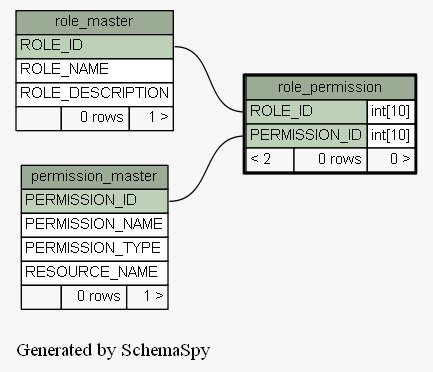 role_master
ROLE_ID
ROLE_NAME
ROLE_DESCRIPTION
0 rows 1 >
role_permission
ROLE_ID int[10]
PERMISSION_ID int[10]
< 2 0 rows 0 >
permission_master
PERMISSION_ID
PERMISSION_NAME
PERMISSION_TYPE
RESOURCE_NAME
0 rows 1 >
Generated by SchemaSpy